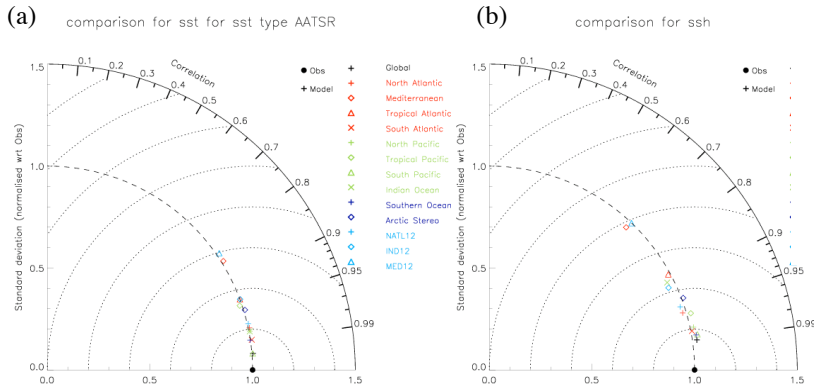 (a)
comparison for sst for sst type AATSR
Standard deviation (normalised wrt Obs)
1.5
1.0
0.5
0.0
0.0
0.5
1.0
1.5
Correlation
0.1
0.2
0.3
0.4
0.5
0.6
0.7
0.8
0.9
0.95
0.99
Obs
Model
Global
North Atlantic
Mediterranean
Tropical Atlantic
South Atlantic
North Pacific
Tropical Pacific
South Pacific
Indian Ocean
Southern Ocean
Arctic Stereo
NATL12
IND12
MED12
(b)
comparison for ssh
Standard deviation (normalised wrt Obs)
1.5
1.0
0.5
0.0
0.0
0.5
1.0
1.5
Correlation
0.1
0.2
0.3
0.4
0.5
0.6
0.7
0.8
0.9
0.95
0.99
Obs
Model